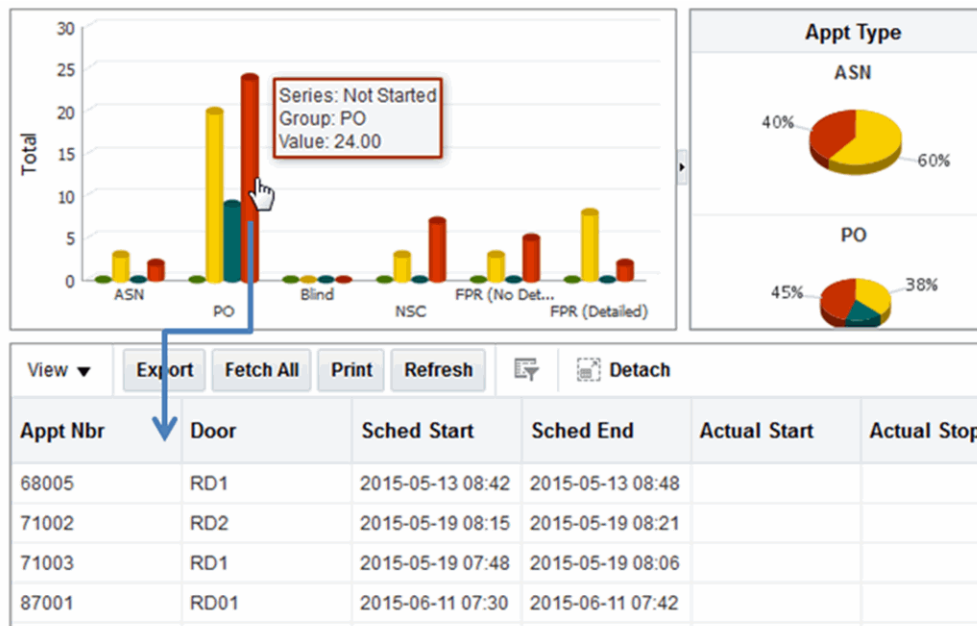 30
25
20
15
10
5
0
Total
Series: Not Started
Group: PO
Value: 24.00
ASN
PO
Blind
NSC
FPR (No Det...
FPR (Detailed)
Appt Type
ASN
40%
60%
PO
45%
38%
View Export Fetch All Print Refresh Detach
Appt Nbr Door Sched Start Sched End Actual Start Actual Stop
68005 RD1 2015-05-13 08:42 2015-05-13 08:48
71002 RD2 2015-05-19 08:15 2015-05-19 08:21
71003 RD1 2015-05-19 07:48 2015-05-19 08:06
87001 RD01 2015-06-11 07:30 2015-06-11 07:42